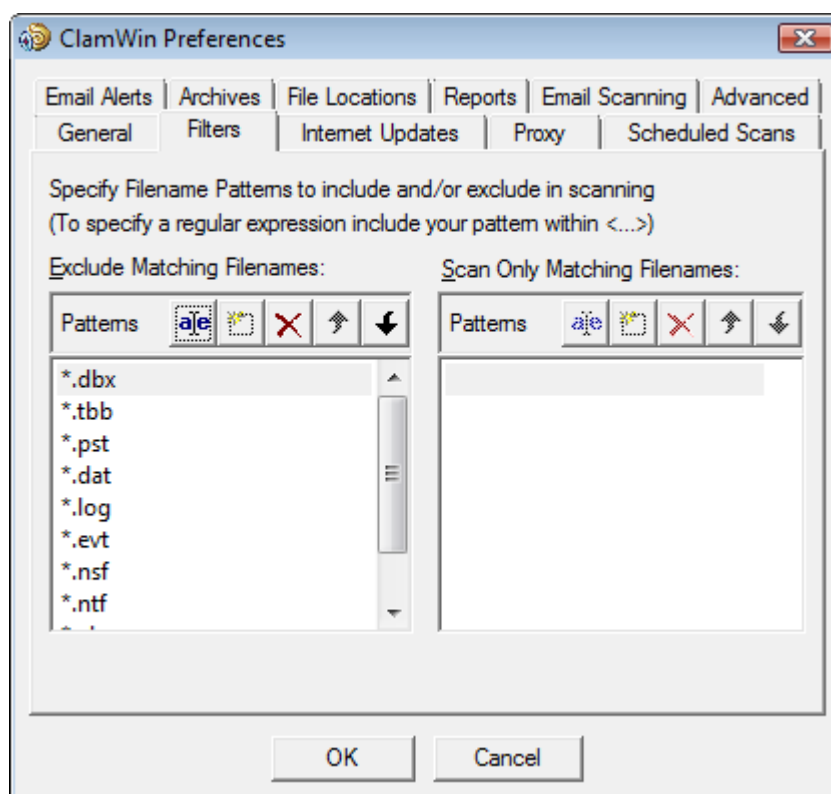 ClamWin Preferences
Email Alerts Archives File Locations Reports Email Scanning Advanced
General Filters Internet Updates Proxy Scheduled Scans
Specify Filename Patterns to include and/or exclude in scanning
(To specify a regular expression include your pattern within <...>)
Exclude Matching Filenames: Scan Only Matching Filenames:
Patterns a|e Patterns a|e
*.dbx
*.tbb
*.pst
*.dat
*.log
*.evt
*.nsf
*.ntf
OK Cancel